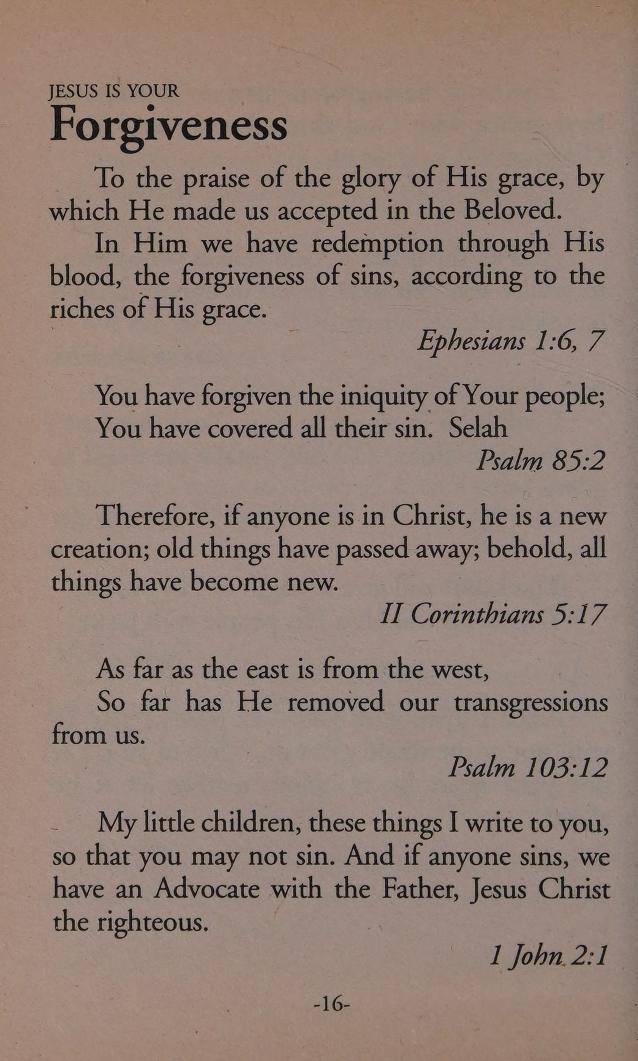 JESUS IS YOUR
Forgiveness
To the praise of the glory of His grace, by
which He made us accepted in the Beloved.
In Him we have redemption through His
blood, the forgiveness of sins, according to the
riches of His grace.
Ephesians 1:6, 7
You have forgiven the iniquity of Your people;
You have covered all their sin. Selah
Psalm 85:2
Therefore, if anyone is in Christ, he is a new
creation; old things have passed away; behold, all
things have become new.
II Corinthians 5:17
As far as the east is from the west,
So far has He removed our transgressions
from us.
Psalm 103:12
My little children, these things I write to you,
so that you may not sin. And if anyone sins, we
have an Advocate with the Father, Jesus Christ
the righteous.
1 John 2:1
-16-